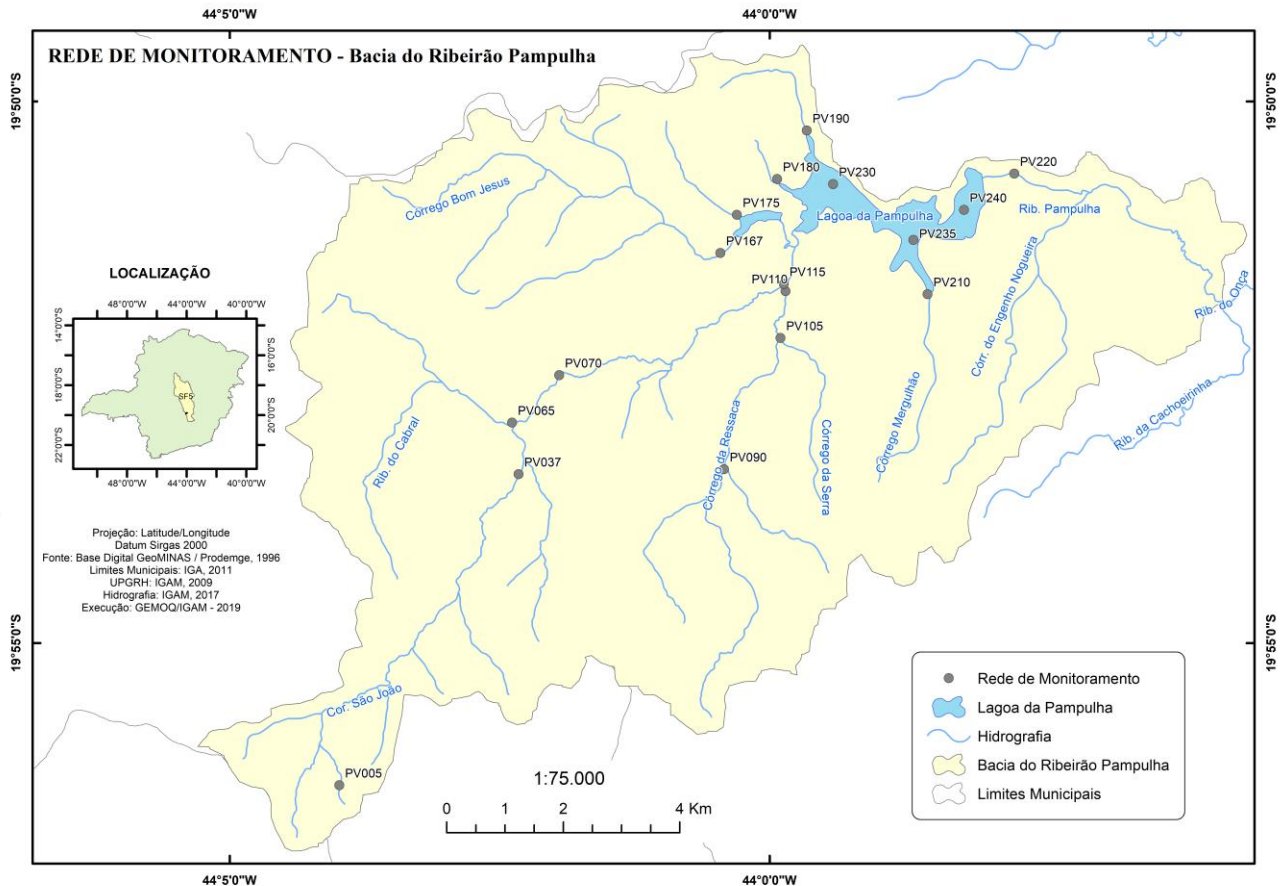 44°5'0"W
44°0'0"W
REDE DE MONITORAMENTO - Bacia do Ribeirão Pampulha
19°50'0"S
19°50'0"S
PV190
PV180
PV230
PV220
Córrego Bom Jesus
PV175
Lagoa da Pampulha
PV240
Rib. Pampulha
PV235
PV167
LOCALIZAÇÃO
PV115
PV110
PV210
Rib. do Onça
48°0'0"W
44°0'0"W
40°0'0"W
14°0'0"S
16°0'0"S
18°0'0"S
20°0'0"S
22°0'0"S
SF5
48°0'0"W
44°0'0"W
40°0'0"W
PV105
Córr. do Engenho Nogueira
PV070
PV065
Rib. da Cachoeirinha
Rib. do Cabral
Córrego da Ressaca
Córrego da Serra
Córrego Mergulhão
PV037
PV090
Projeção: Latitude/Longitude
Datum Sirgas 2000
Fonte: Base Digital GeoMINAS / Prodemge, 1996
Limites Municipais: IGA, 2011
UPGRH: IGAM, 2009
Hidrografia: IGAM, 2017
Execução: GEMOQ/IGAM - 2019
19°55'0"S
19°55'0"S
Cor. São João
PV005
1:75.000
0 1 2 4 Km
Rede de Monitoramento
Lagoa da Pampulha
Hidrografia
Bacia do Ribeirão Pampulha
Limites Municipais
44°5'0"W
44°0'0"W